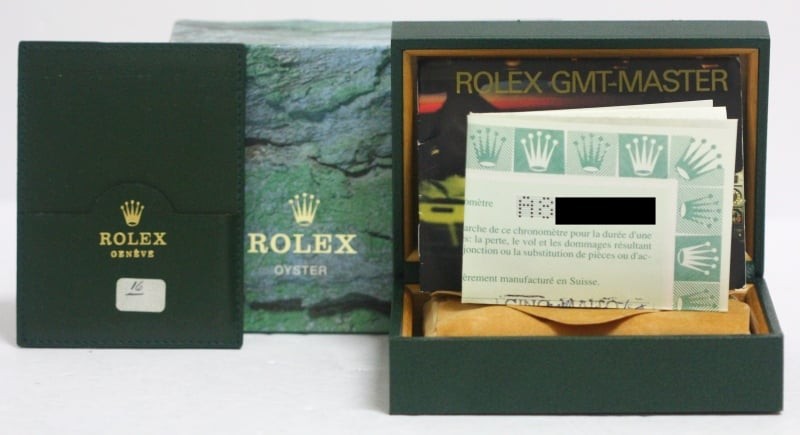 ROLEX
GENÈVE
16
ROLEX
OYSTER
ROLEX GMT-MASTER
omètre A8
arche de ce chronomètre pour la durée d'une
la perte, le vol et les dommages résultant
jonction ou la substitution de pièces ou d'ac-
èrement manufacturé en Suisse.